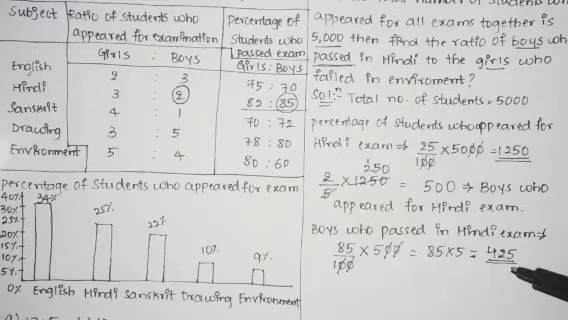 Subject Ratio of students who appeared for examination percentage of students who passed exam
Girls : Boys Girls : Boys
English 2 : 3 75 : 70
Hindi 3 : 2 82 : 85
Sanskrit 4 : 1 70 : 72
Drawing 3 : 5 78 : 80
Environment 5 : 4 80 : 60
percentage of students who appeared for exam
40%
30%
25%
20%
15%
10%
5%
0%
34%
25%
22%
10%
9%
English Hindi Sanskrit Drawing Environment
appeared for all exams together is
5,000 then find the ratio of boys wh
passed in Hindi to the girls who
failed in enviroment?
Sol:n Total no. of students = 5000
percentage of students who appeared for
Hindi exam ⇒ 25/100 × 5000 = 1250
250
2/5 × 1250 = 500 ⇒ Boys who
appeared for Hindi exam.
Boys who passed in Hindi exam ⇒
85/100 × 500 = 85×5 = 425